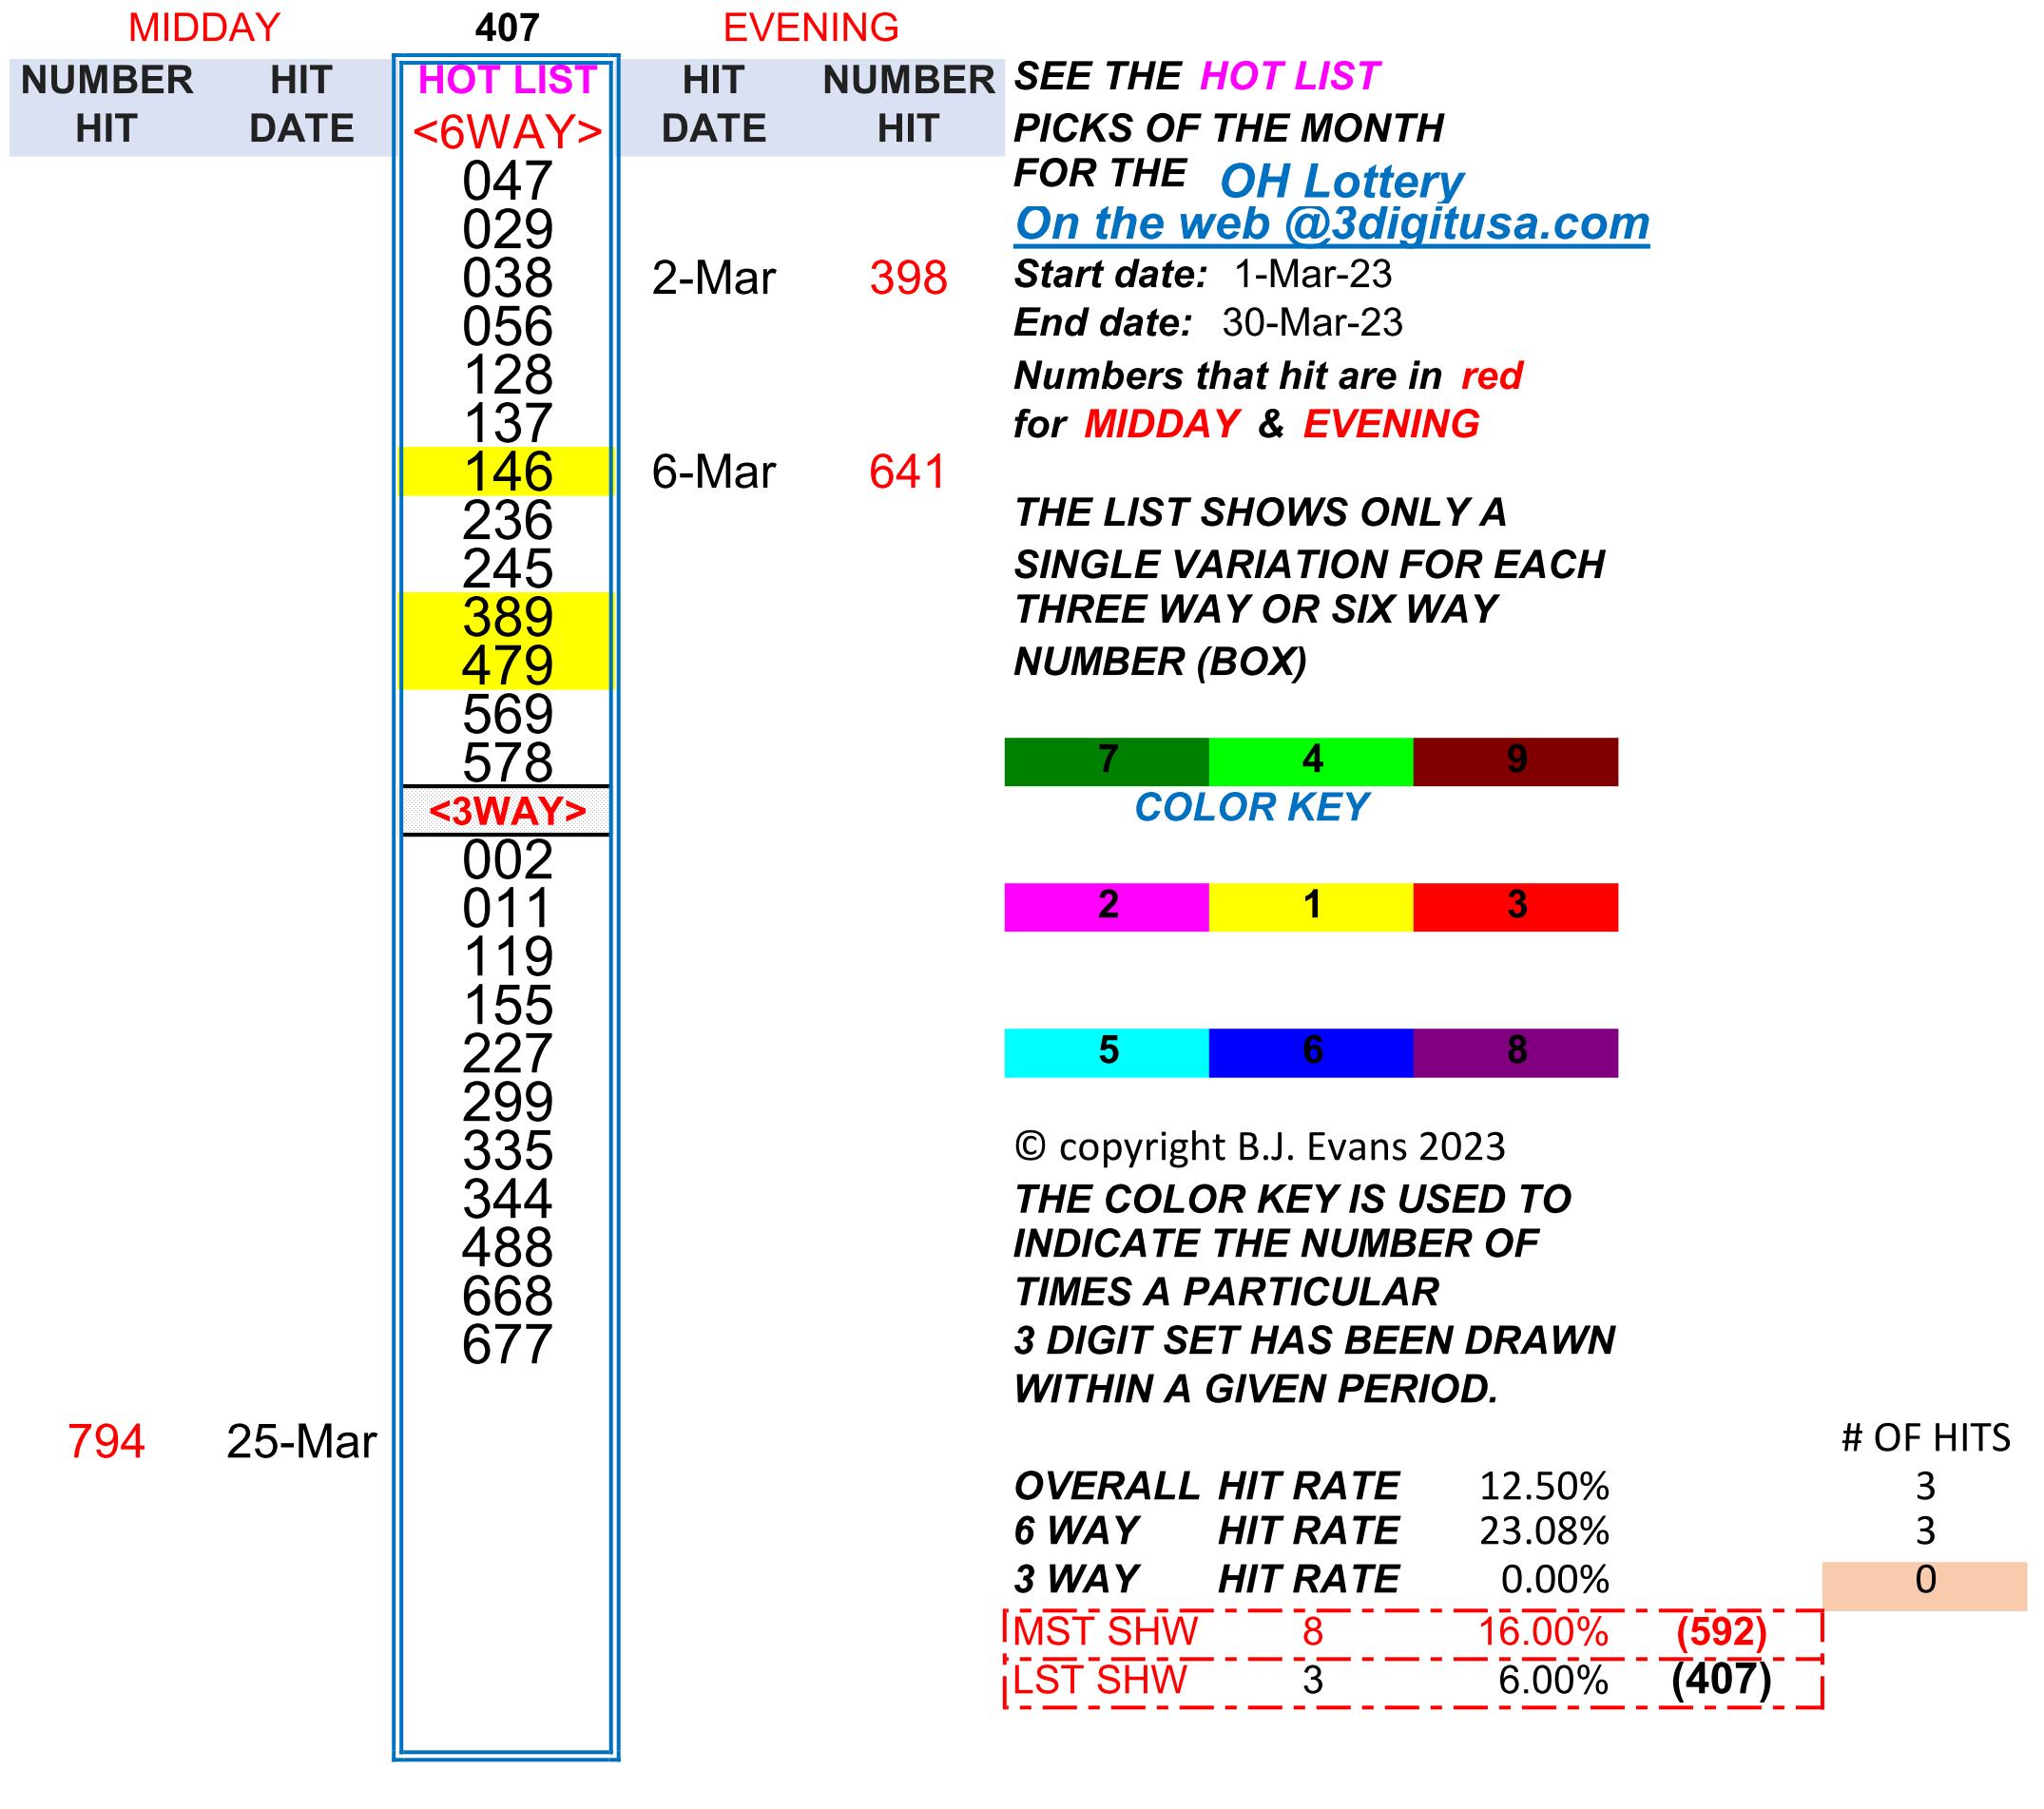 MIDDAY 407 EVENING
NUMBER HIT HOT LIST HIT NUMBER SEE THE HOT LIST
HIT DATE <6WAY> DATE HIT PICKS OF THE MONTH
047 FOR THE OH Lottery
029 On the web @3digitusa.com
038 2-Mar 398 Start date: 1-Mar-23
056 End date: 30-Mar-23
128 Numbers that hit are in red
137 for MIDDAY & EVENING
146 6-Mar 641
236 THE LIST SHOWS ONLY A
245 SINGLE VARIATION FOR EACH
389 THREE WAY OR SIX WAY
479 NUMBER (BOX)
569
578 7 4 9
<3WAY> COLOR KEY
002
011 2 1 3
119
155
227 5 6 8
299
335 © copyright B.J. Evans 2023
344 THE COLOR KEY IS USED TO
488 INDICATE THE NUMBER OF
668 TIMES A PARTICULAR
677 3 DIGIT SET HAS BEEN DRAWN
WITHIN A GIVEN PERIOD.
794 25-Mar # OF HITS
OVERALL HIT RATE 12.50% 3
6 WAY HIT RATE 23.08% 3
3 WAY HIT RATE 0.00% 0
MST SHW 8 16.00% (592)
LST SHW 3 6.00% (407)